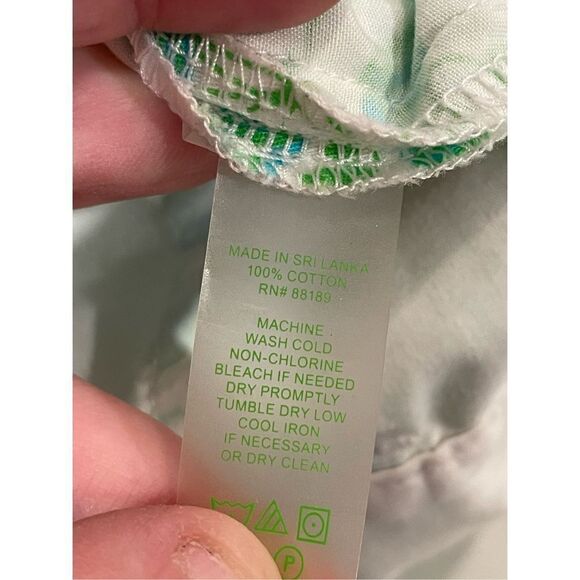 MADE IN SRI LANKA
100% COTTON
RN# 88189
MACHINE
WASH COLD
NON-CHLORINE
BLEACH IF NEEDED
DRY PROMPTLY
TUMBLE DRY LOW
COOL IRON
IF NECESSARY
OR DRY CLEAN
P